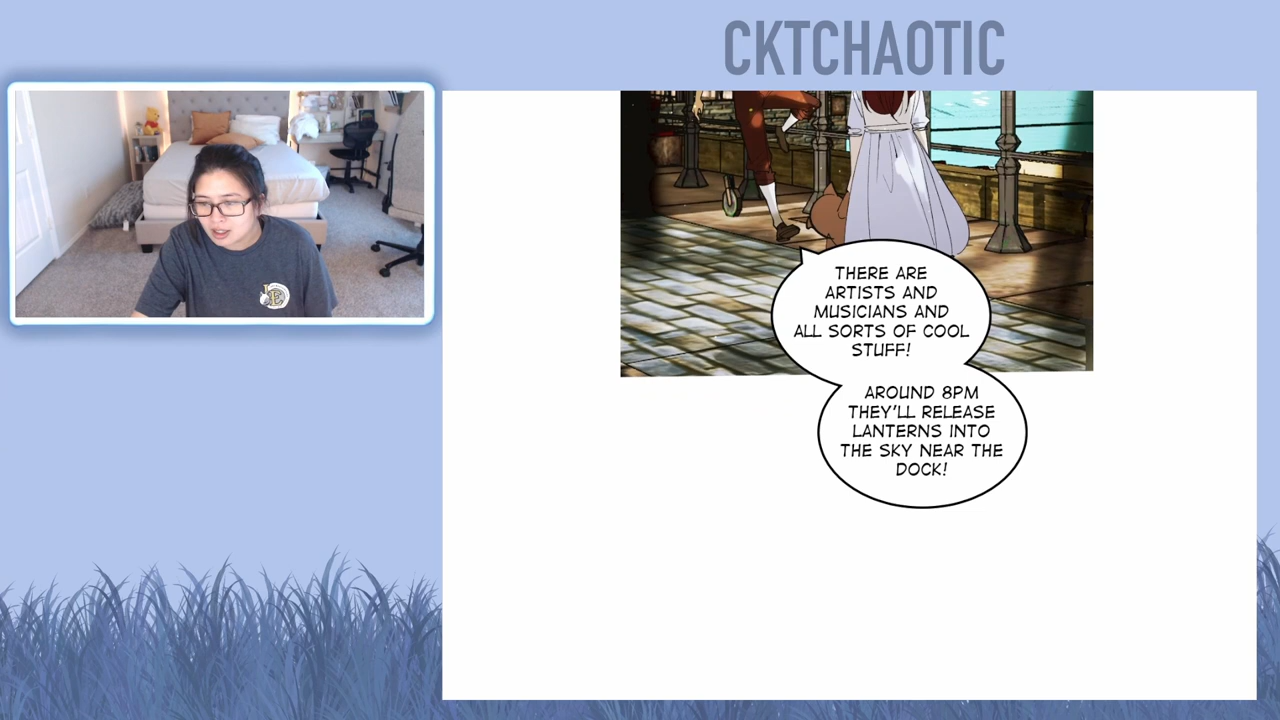 CKTCHAOTIC
THERE ARE
ARTISTS AND
MUSICIANS AND
ALL SORTS OF COOL
STUFF!
AROUND 8PM
THEY'LL RELEASE
LANTERNS INTO
THE SKY NEAR THE
DOCK!